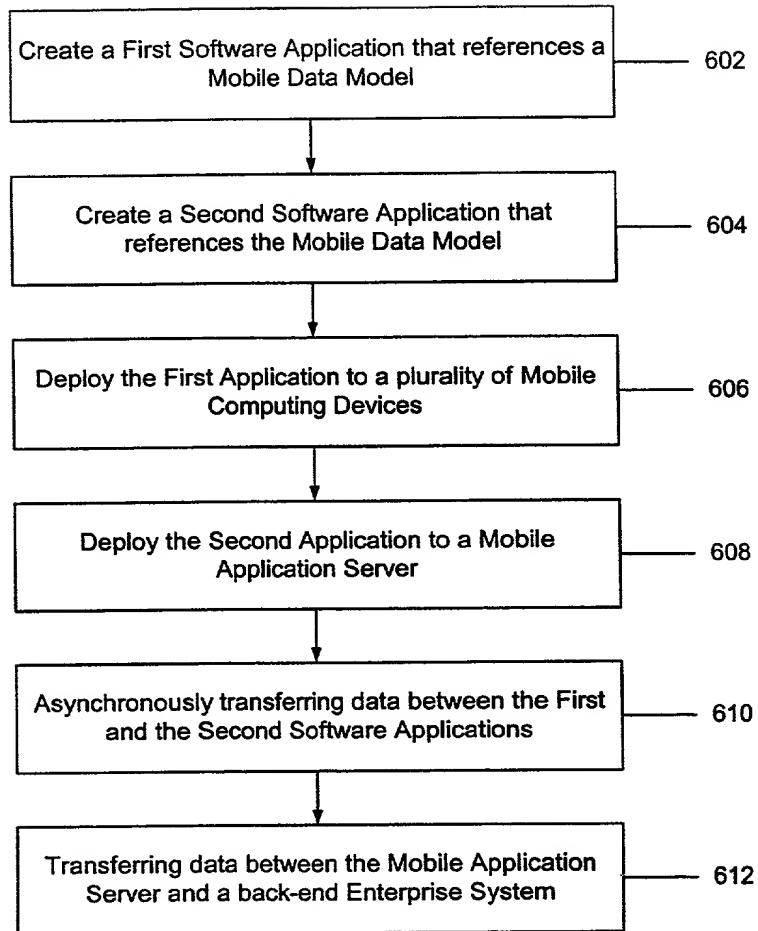 Create a First Software Application that references a
Mobile Data Model
602
Create a Second Software Application that
references the Mobile Data Model
604
Deploy the First Application to a plurality of Mobile
Computing Devices
606
Deploy the Second Application to a Mobile
Application Server
608
Asynchronously transferring data between the First
and the Second Software Applications
610
Transferring data between the Mobile Application
Server and a back-end Enterprise System
612